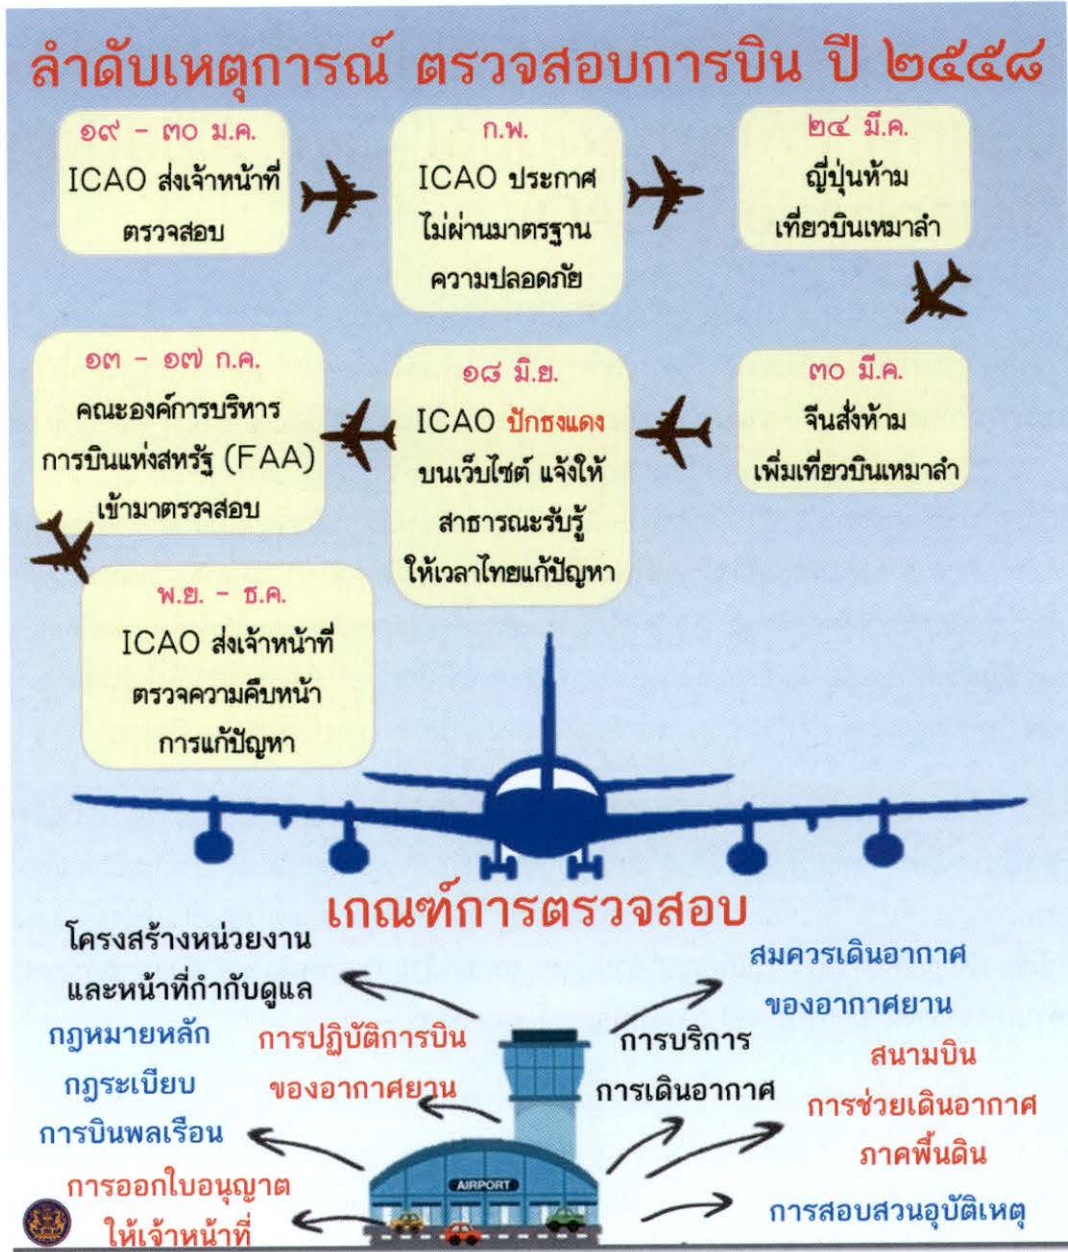 ลำดับเหตุการณ์ ตรวจสอบการบิน ปี ๒๕๕๘
๑๙ - ๓๐ ม.ค.
ICAO ส่งเจ้าหน้าที่
ตรวจสอบ
ก.พ.
ICAO ประกาศ
ไม่ผ่านมาตรฐาน
ความปลอดภัย
๒๔ มี.ค.
ญี่ปุ่นห้าม
เที่ยวบินเหมาลำ
๓๐ มี.ค.
จีนสั่งห้าม
เพิ่มเที่ยวบินเหมาลำ
๑๘ มิ.ย.
ICAO ปักธงแดง
บนเว็บไซต์ แจ้งให้
สาธารณะรับรู้
ให้เวลาไทยแก้ปัญหา
๑๓ - ๑๗ ก.ค.
คณะองค์การบริหาร
การบินแห่งสหรัฐ (FAA)
เข้ามาตรวจสอบ
พ.ย. - ธ.ค.
ICAO ส่งเจ้าหน้าที่
ตรวจความคืบหน้า
การแก้ปัญหา
เกณฑ์การตรวจสอบ
โครงสร้างหน่วยงาน
และหน้าที่กำกับดูแล
กฎหมายหลัก
กฎระเบียบ
การบินพลเรือน
การปฏิบัติการบิน
ของอากาศยาน
การออกใบอนุญาต
ให้เจ้าหน้าที่
สมควรเดินอากาศ
ของอากาศยาน
การบริการ
การเดินอากาศ
สนามบิน
การช่วยเดินอากาศ
ภาคพื้นดิน
การสอบสวนอุบัติเหตุ
AIRPORT